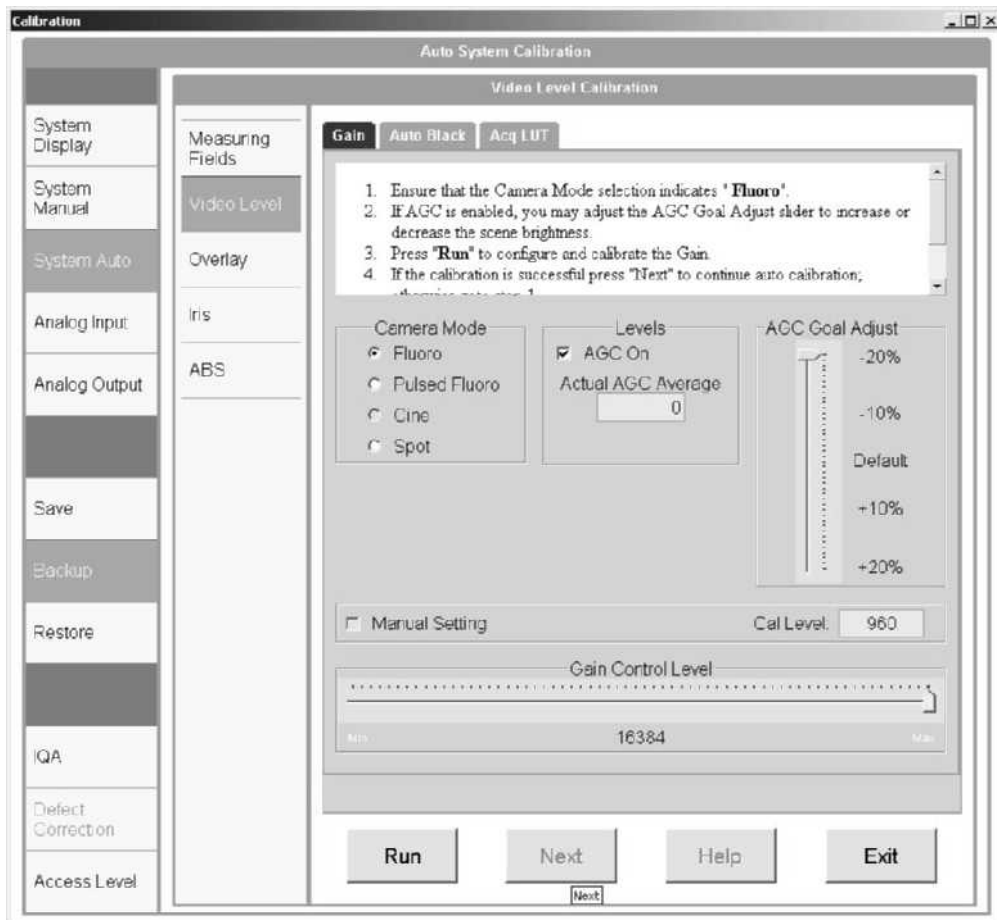 Calibration
Auto System Calibration
Video Level Calibration
System
Display
System
Manual
System Auto
Analog Input
Analog Output
Save
Backup
Restore
IQA
Defect
Correction
Access Level
Measuring
Fields
Video Level
Overlay
Iris
ABS
Gain
Auto Black
Acq LUT
1. Ensure that the Camera Mode selection indicates " Fluoro".
2. If AGC is enabled, you may adjust the AGC Goal Adjust slider to increase or
decrease the scene brightness.
3. Press "Run" to configure and calibrate the Gain.
4. If the calibration is successful press "Next" to continue auto calibration;
Camera Mode
Fluoro
Pulsed Fluoro
Cine
Spot
Levels
AGC On
Actual AGC Average
0
AGC Goal Adjust
-20%
-10%
Default
+10%
+20%
Manual Setting
Cal Level: 960
Gain Control Level
Min
16384
Max
Run
Next
Help
Exit
Next